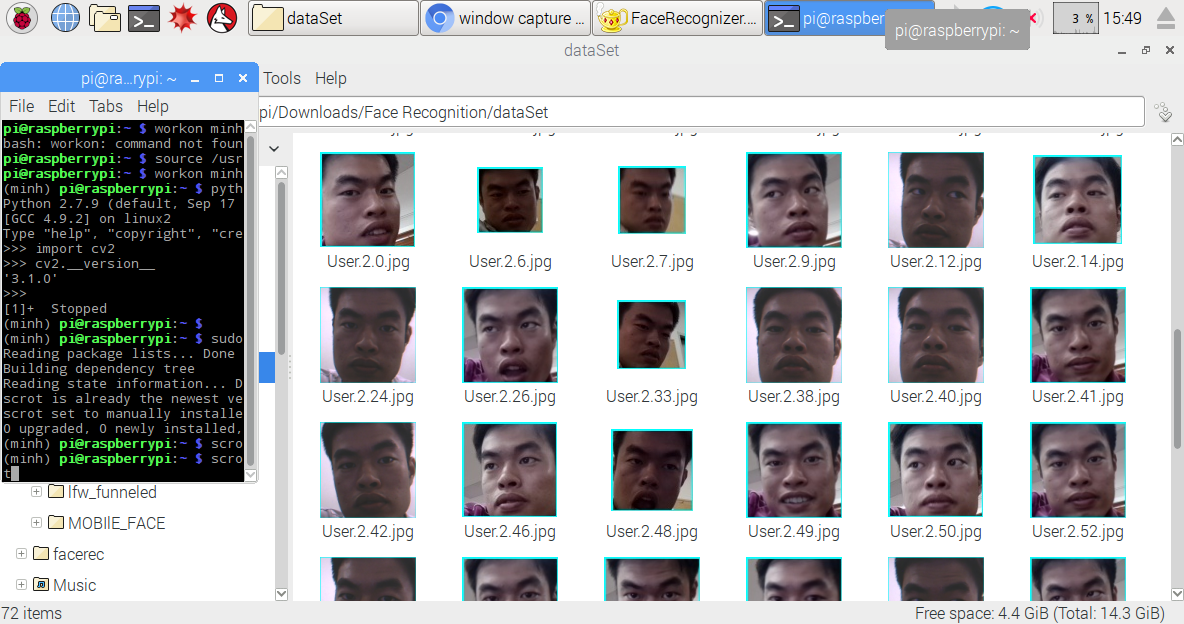 dataSet
window capture ...
FaceRecognizer....
pi@raspber
3 %
15:49
pi@raspberrypi: ~
dataSet
pi@ra...rypi: ~
Tools Help
File Edit Tabs Help
pi/Downloads/Face Recognition/dataSet
pi@raspberrypi:~ $ workon minh
bash: workon: command not foun
pi@raspberrypi:~ $ source /usr
pi@raspberrypi:~ $ workon minh
(minh) pi@raspberrypi:~ $ pyth
Python 2.7.9 (default, Sep 17
[GCC 4.9.2] on linux2
Type "help", "copyright", "cre
>>> import cv2
>>> cv2.__version__
'3.1.0'
>>>
[1]+  Stopped
(minh) pi@raspberrypi:~ $
(minh) pi@raspberrypi:~ $ sudo
Reading package lists... Done
Building dependency tree
Reading state information... D
scrot is already the newest ve
scrot set to manually installe
0 upgraded, 0 newly installed,
(minh) pi@raspberrypi:~ $ scro
(minh) pi@raspberrypi:~ $ scro
t
User.2.0.jpg User.2.6.jpg User.2.7.jpg User.2.9.jpg User.2.12.jpg User.2.14.jpg
User.2.24.jpg User.2.26.jpg User.2.33.jpg User.2.38.jpg User.2.40.jpg User.2.41.jpg
User.2.42.jpg User.2.46.jpg User.2.48.jpg User.2.49.jpg User.2.50.jpg User.2.52.jpg
lfw_funneled
MOBIlE_FACE
facerec
Music
72 items
Free space: 4.4 GiB (Total: 14.3 GiB)